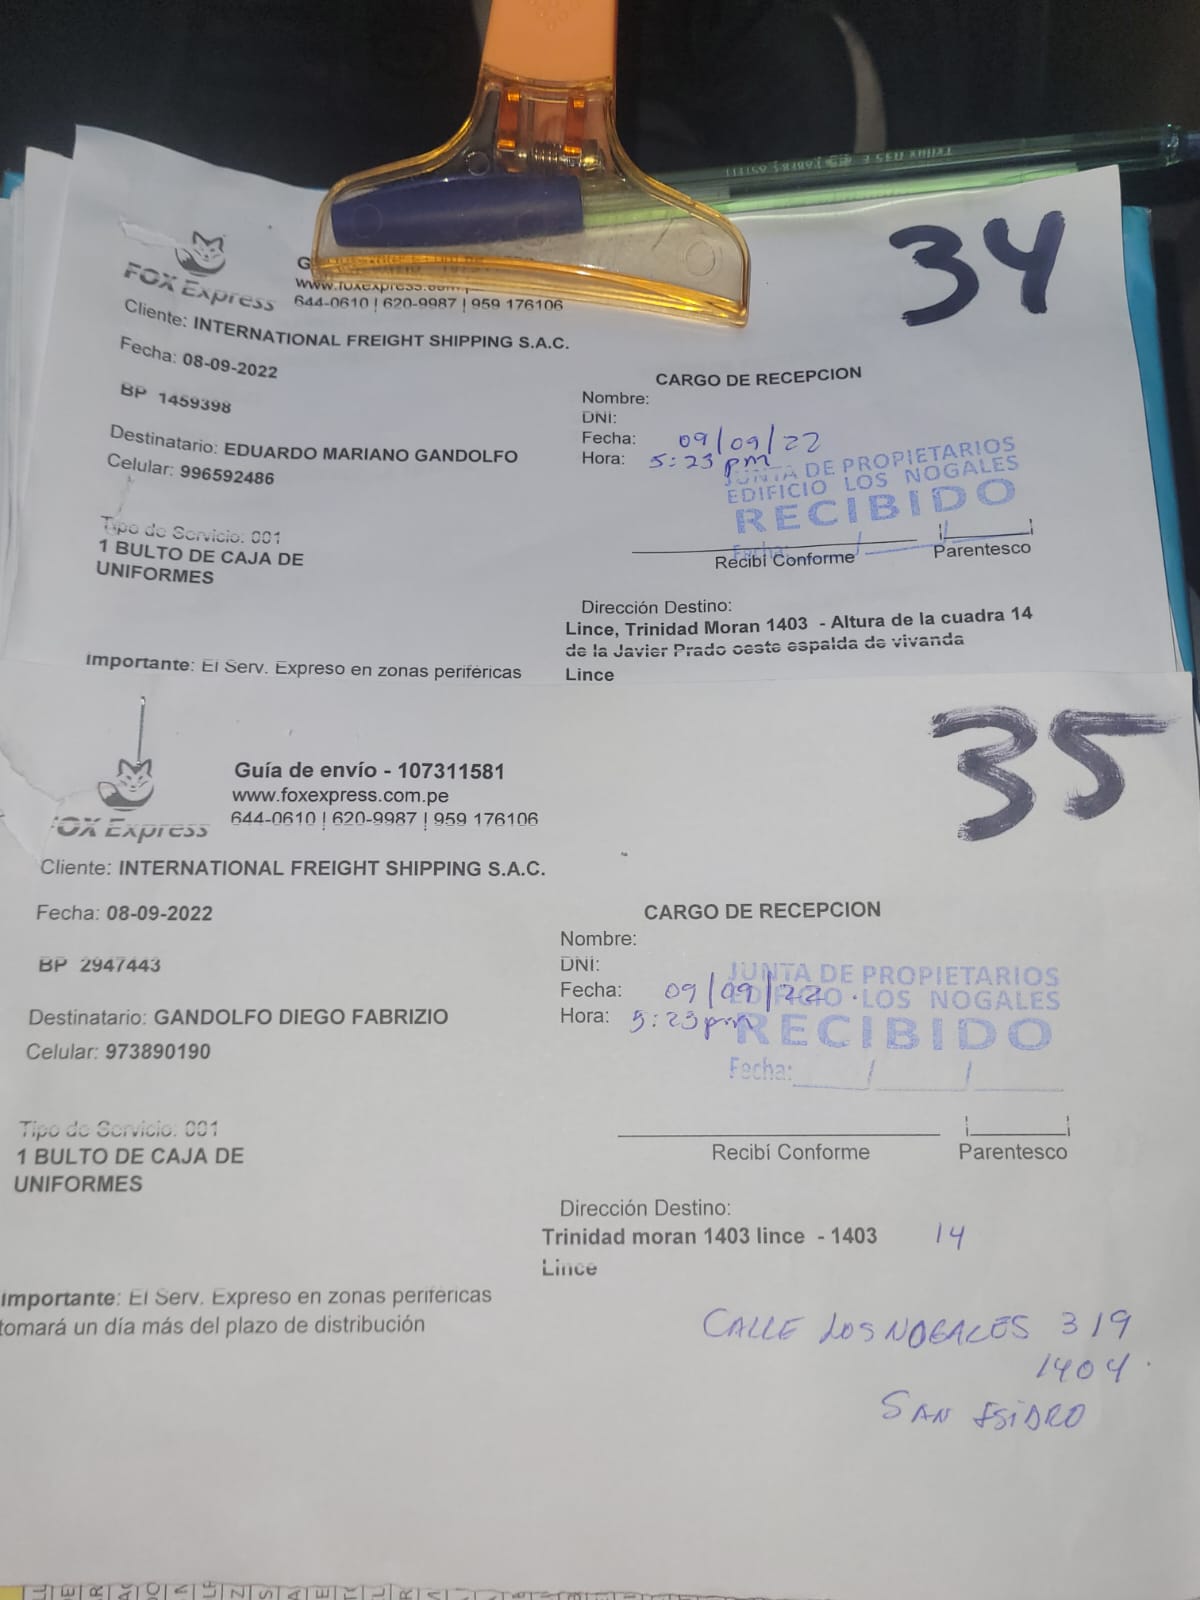 34
FOX Express
www.foxexpress.com
644-0610 | 620-9987 | 959 176106
Cliente: INTERNATIONAL FREIGHT SHIPPING S.A.C.
Fecha: 08-09-2022
BP 1459398
Destinatario: EDUARDO MARIANO GANDOLFO
Celular: 996592486
Tipo de Servicio: 001
1 BULTO DE CAJA DE
UNIFORMES
CARGO DE RECEPCION
Nombre:
DNI:
Fecha: 09/09/22
Hora: 5:23 pm
JUNTA DE PROPIETARIOS
EDIFICIO LOS NOGALES
RECIBIDO
Fecha:
Recibí Conforme Parentesco
Dirección Destino:
Lince, Trinidad Moran 1403 - Altura de la cuadra 14
de la Javier Prado oeste espalda de vivanda
Lince
Importante: El Serv. Expreso en zonas periféricas
35
FOX Express
Guía de envío - 107311581
www.foxexpress.com.pe
644-0610 | 620-9987 | 959 176106
Cliente: INTERNATIONAL FREIGHT SHIPPING S.A.C.
Fecha: 08-09-2022
BP 2947443
Destinatario: GANDOLFO DIEGO FABRIZIO
Celular: 973890190
Tipo de Servicio: 001
1 BULTO DE CAJA DE
UNIFORMES
CARGO DE RECEPCION
Nombre:
DNI:
Fecha: 09/09/22
Hora: 5:23 pm
JUNTA DE PROPIETARIOS
EDIFICIO LOS NOGALES
RECIBIDO
Fecha:
Recibí Conforme Parentesco
Dirección Destino:
Trinidad moran 1403 lince - 1403 14
Lince
Importante: El Serv. Expreso en zonas periféricas
tomará un día más del plazo de distribución
CALLE LOS NOGALES 319
1404
SAN ISIDRO